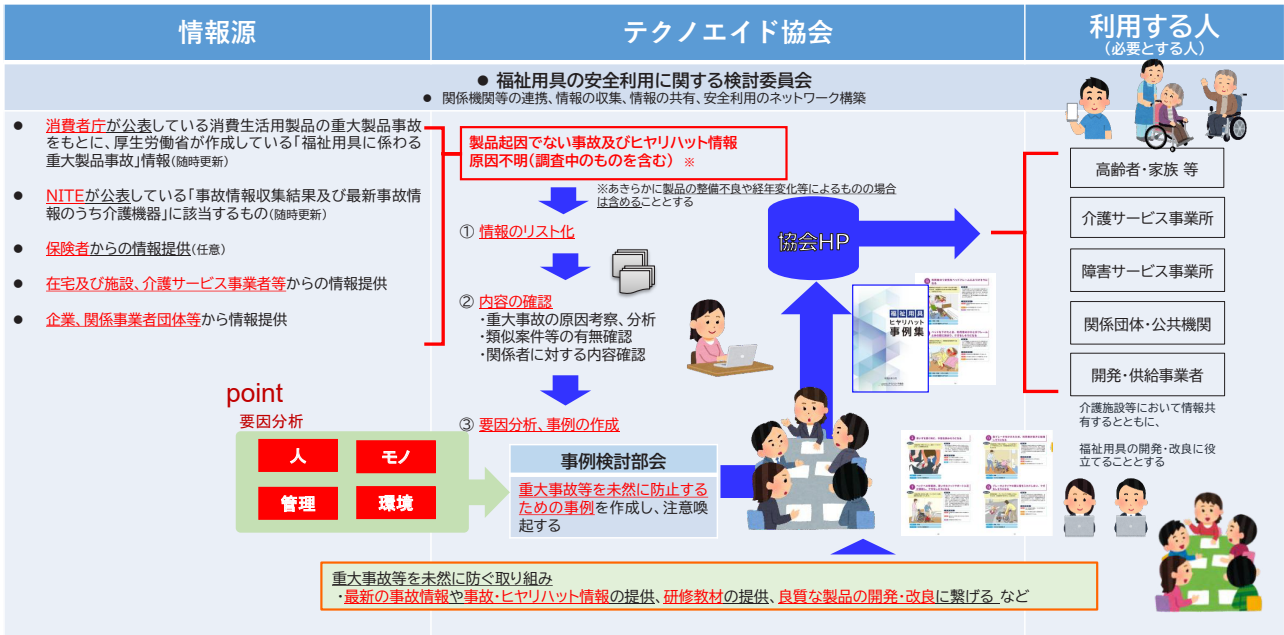 情報源
テクノエイド協会
利用する人
(必要とする人)
● 福祉用具の安全利用に関する検討委員会
● 関係機関等の連携、情報の収集、情報の共有、安全利用のネットワーク構築
● 消費者庁が公表している消費生活用製品の重大製品事故
をもとに、厚生労働省が作成している「福祉用具に係わる
重大製品事故」情報(随時更新)
● NITEが公表している「事故情報収集結果及び最新事故情
報のうち介護機器」に該当するもの(随時更新)
● 保険者からの情報提供(任意)
● 在宅及び施設、介護サービス事業者等からの情報提供
● 企業、関係事業者団体等から情報提供
point
要因分析
人
モノ
管理
環境
製品起因でない事故及びヒヤリハット情報
原因不明(調査中のものを含む) ※
※あきらかに製品の整備不良や経年変化等によるものの場合
は含めることとする
① 情報のリスト化
② 内容の確認
・重大事故の原因考察、分析
・類似案件等の有無確認
・関係者に対する内容確認
③ 要因分析、事例の作成
事例検討部会
重大事故等を未然に防止する
ための事例を作成し、注意喚
起する
協会HP
福祉用具
ヒヤリハット
事例集
高齢者・家族 等
介護サービス事業所
障害サービス事業所
関係団体・公共機関
開発・供給事業者
介護施設等において情報共
有するとともに、
福祉用具の開発・改良に役
立てることとする
重大事故等を未然に防ぐ取り組み
・最新の事故情報や事故・ヒヤリハット情報の提供、研修教材の提供、良質な製品の開発・改良に繋げる など